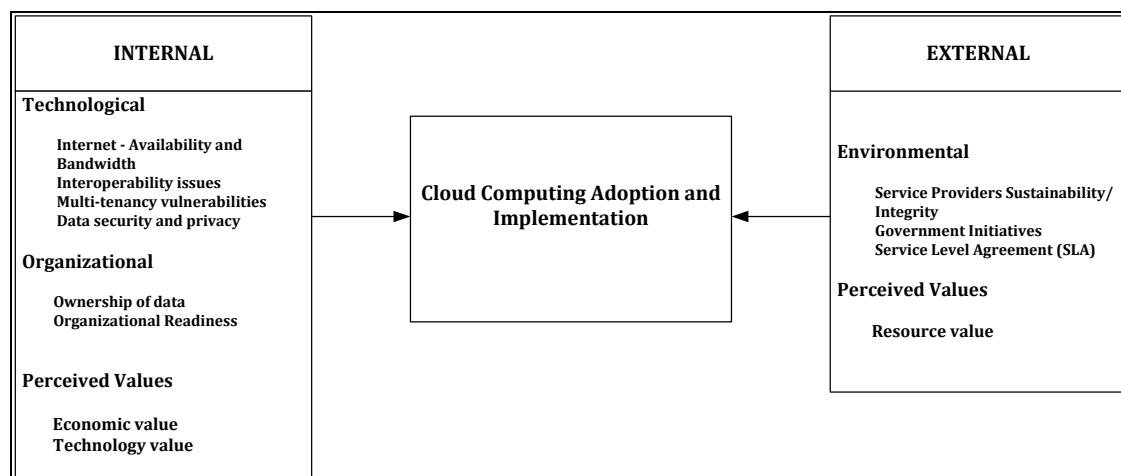 INTERNAL
Technological
Internet - Availability and
Bandwidth
Interoperability issues
Multi-tenancy vulnerabilities
Data security and privacy
Organizational
Ownership of data
Organizational Readiness
Perceived Values
Economic value
Technology value
Cloud Computing Adoption and
Implementation
EXTERNAL
Environmental
Service Providers Sustainability/
Integrity
Government Initiatives
Service Level Agreement (SLA)
Perceived Values
Resource value